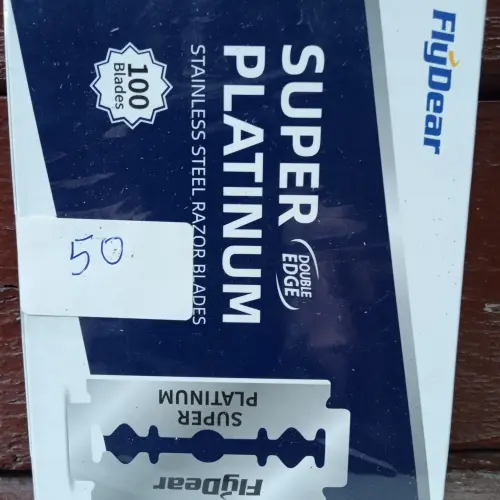 FlyDear
SUPER
PLATINUM
DOUBLE
EDGE
STAINLESS STEEL RAZOR BLADES
100
Blades
50
SUPER
PLATINUM
FlyDear